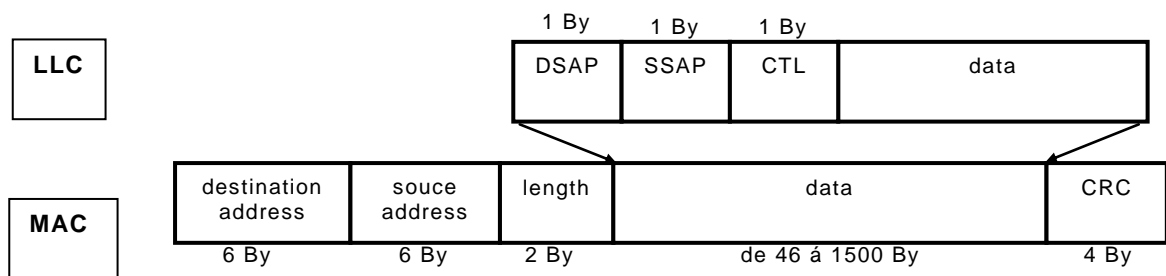 1 By 1 By 1 By
LLC DSAP SSAP CTL data
destination address souce address length data CRC
MAC
6 By 6 By 2 By de 46 á 1500 By 4 By